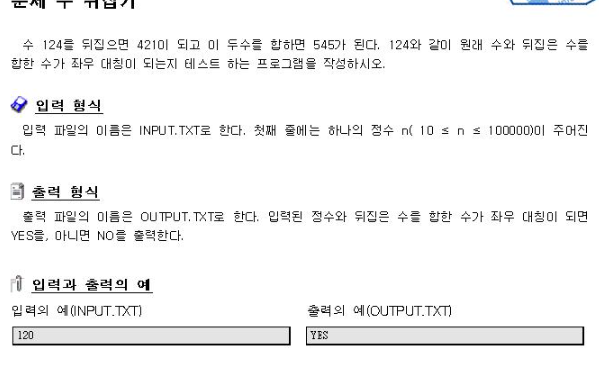 문제 수 뒤집기
수 124를 뒤집으면 421이 되고 이 두수를 합하면 545가 된다. 124와 같이 원래 수와 뒤집은 수를
합한 수가 좌우 대칭이 되는지 테스트 하는 프로그램을 작성하시오.
입력 형식
입력 파일의 이름은 INPUT.TXT로 한다. 첫째 줄에는 하나의 정수 n( 10 ≤ n ≤ 100000)이 주어진
다.
출력 형식
출력 파일의 이름은 OUTPUT.TXT로 한다. 입력된 정수와 뒤집은 수를 합한 수가 좌우 대칭이 되면
YES를, 아니면 NO을 출력한다.
입력과 출력의 예
입력의 예(INPUT.TXT) 출력의 예(OUTPUT.TXT)
120 YES